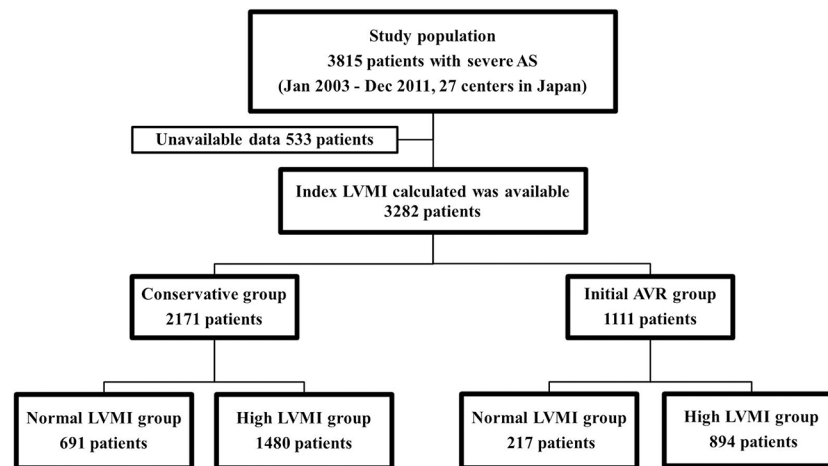 Study population
3815 patients with severe AS
(Jan 2003 - Dec 2011, 27 centers in Japan)
Unavailable data 533 patients
Index LVMI calculated was available
3282 patients
Conservative group
2171 patients
Initial AVR group
1111 patients
Normal LVMI group
691 patients
High LVMI group
1480 patients
Normal LVMI group
217 patients
High LVMI group
894 patients